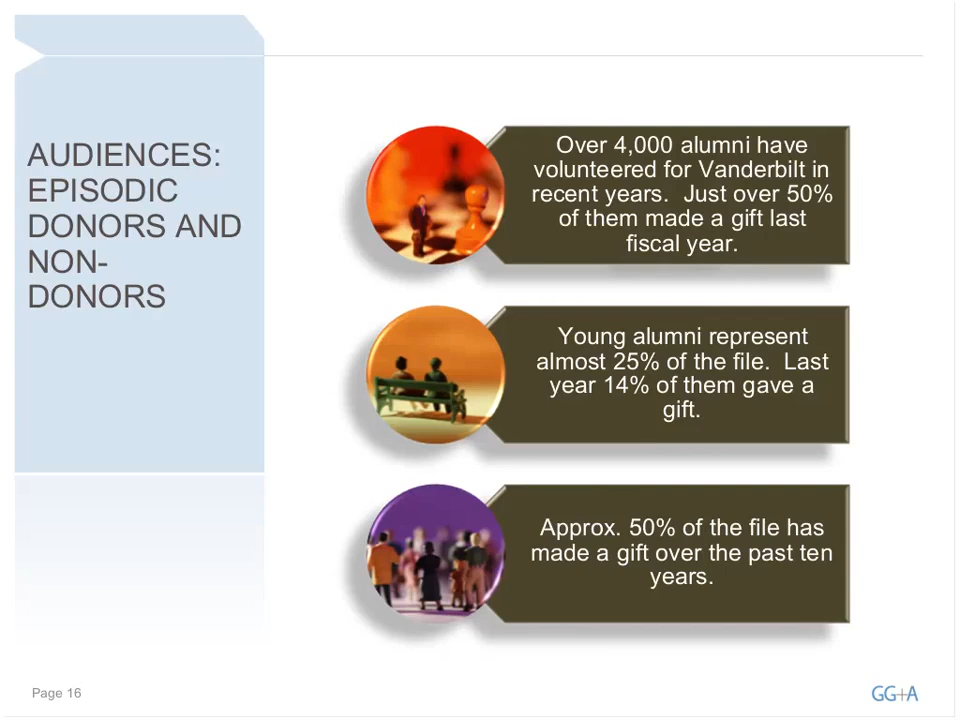 AUDIENCES:
EPISODIC
DONORS AND
NON-
DONORS
Over 4,000 alumni have
volunteered for Vanderbilt in
recent years.  Just over 50%
of them made a gift last
fiscal year.
Young alumni represent
almost 25% of the file.  Last
year 14% of them gave a
gift.
Approx. 50% of the file has
made a gift over the past ten
years.
Page 16
GG+A